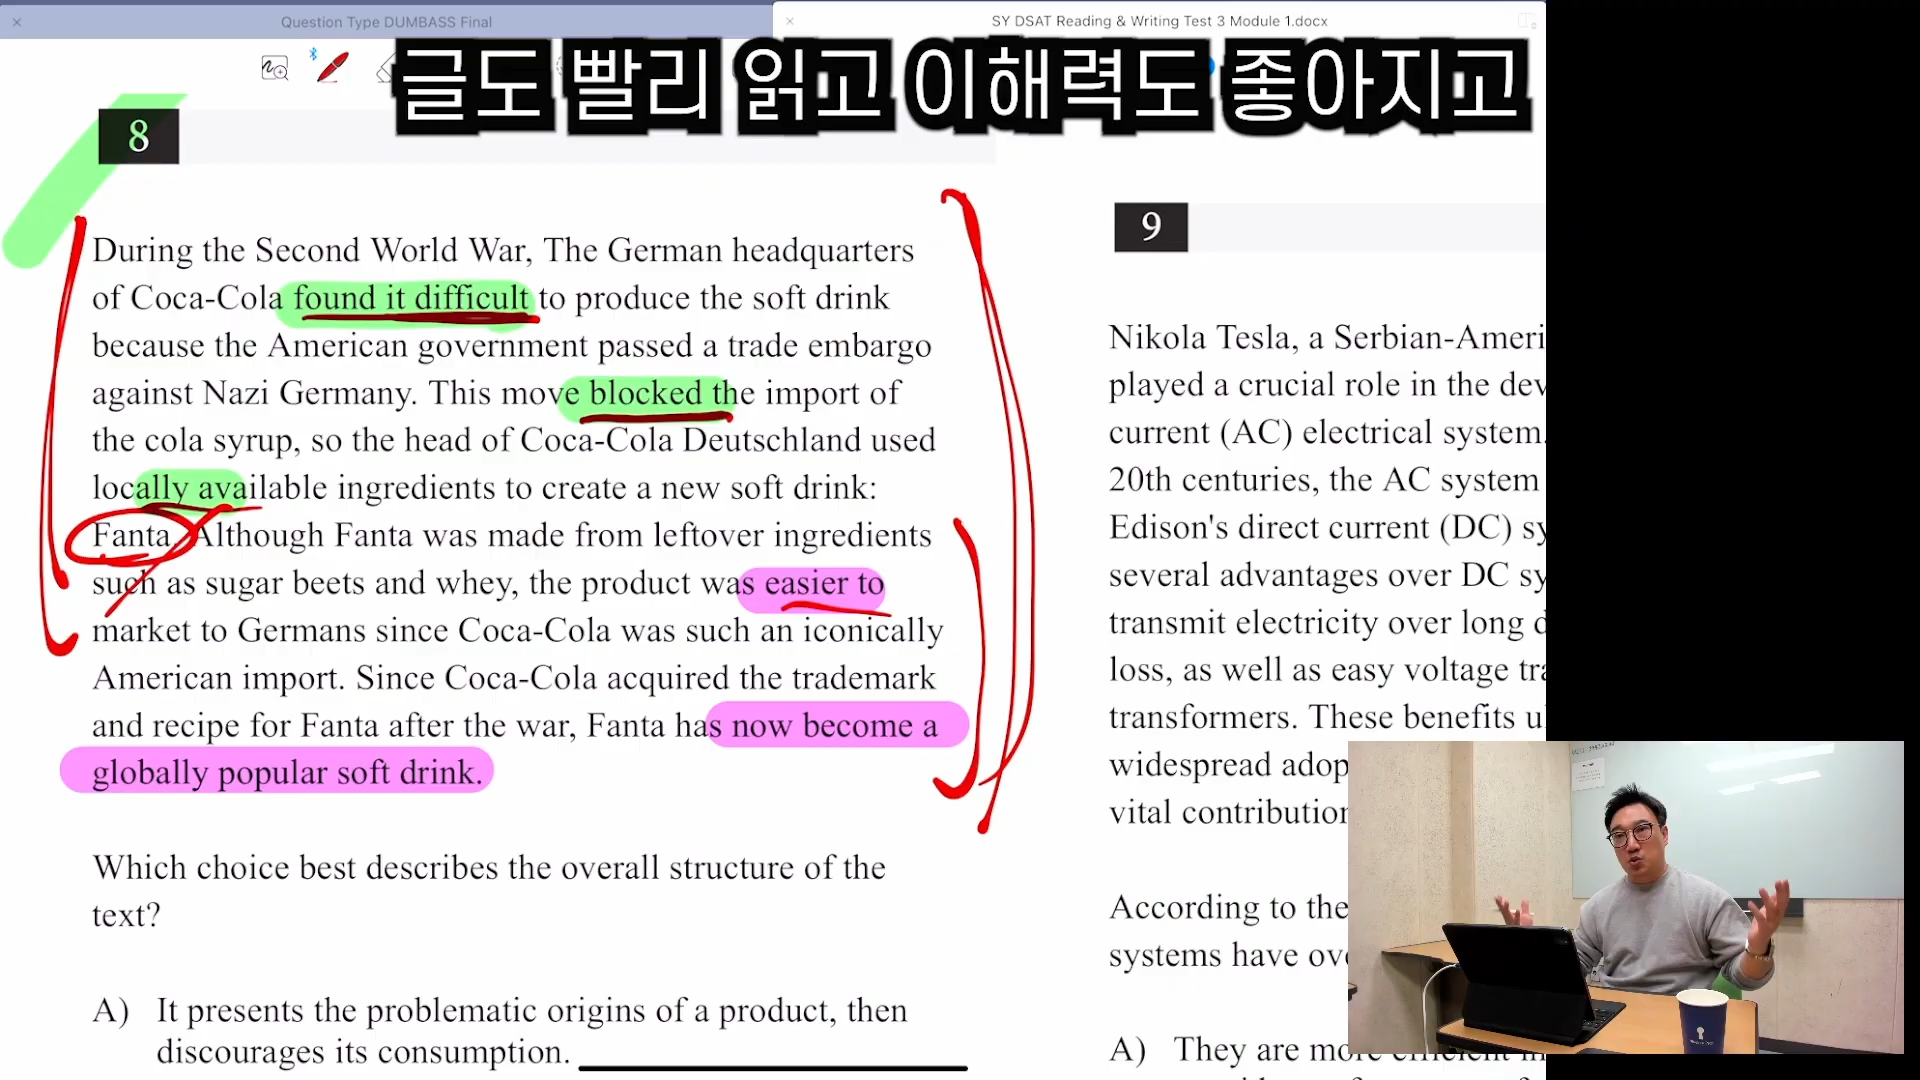 Question Type DUMBASS Final
SY DSAT Reading & Writing Test 3 Module 1.docx
글도 빨리 읽고 이해력도 좋아지고
8
During the Second World War, The German headquarters
of Coca-Cola found it difficult to produce the soft drink
because the American government passed a trade embargo
against Nazi Germany. This move blocked the import of
the cola syrup, so the head of Coca-Cola Deutschland used
locally available ingredients to create a new soft drink:
Fanta. Although Fanta was made from leftover ingredients
such as sugar beets and whey, the product was easier to
market to Germans since Coca-Cola was such an iconically
American import. Since Coca-Cola acquired the trademark
and recipe for Fanta after the war, Fanta has now become a
globally popular soft drink.
Which choice best describes the overall structure of the
text?
A) It presents the problematic origins of a product, then
discourages its consumption.
9
Nikola Tesla, a Serbian-Ameri
played a crucial role in the dev
current (AC) electrical system.
20th centuries, the AC system
Edison's direct current (DC) sy
several advantages over DC sy
transmit electricity over long d
loss, as well as easy voltage tra
transformers. These benefits ul
widespread adop
vital contribution
According to the
systems have ov
A) They are more efficient in